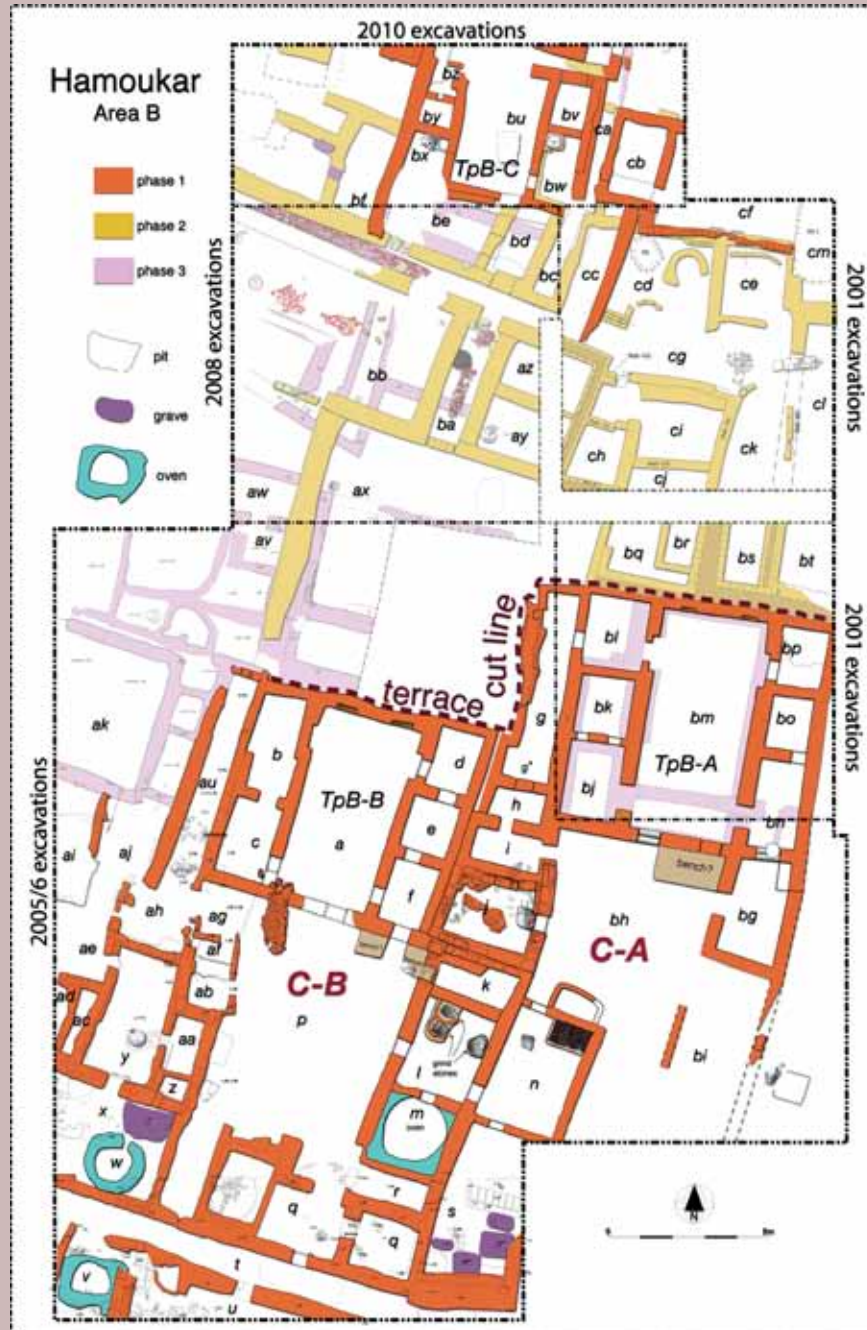 2010 excavations
Hamoukar
Area B
phase 1
phase 2
phase 3
pit
grave
oven
2008 excavations
2001 excavations
2001 excavations
2005/6 excavations
bz
by
bu
bv
ca
bx
TpB-C
cb
bw
bf
be
cf
bd
bc
cc
cd
ce
cm
cg
az
bb
cl
ba
ay
ch
ci
ck
cj
ax
aw
av
bq
br
bs
bt
terrace
cut line
bl
bp
bk
bm
bo
g
ak
b
d
au
TpB-B
TpB-A
g'
bj
h
bn
a
e
ai
aj
c
i
bench?
f
j
ah
ag
bh
bg
ae
af
C-B
C-A
k
ad
ab
p
ac
aa
l
grind
stones
n
bi
y
z
x
m
oven
w
N
r
s
q
q
t
v
u
0